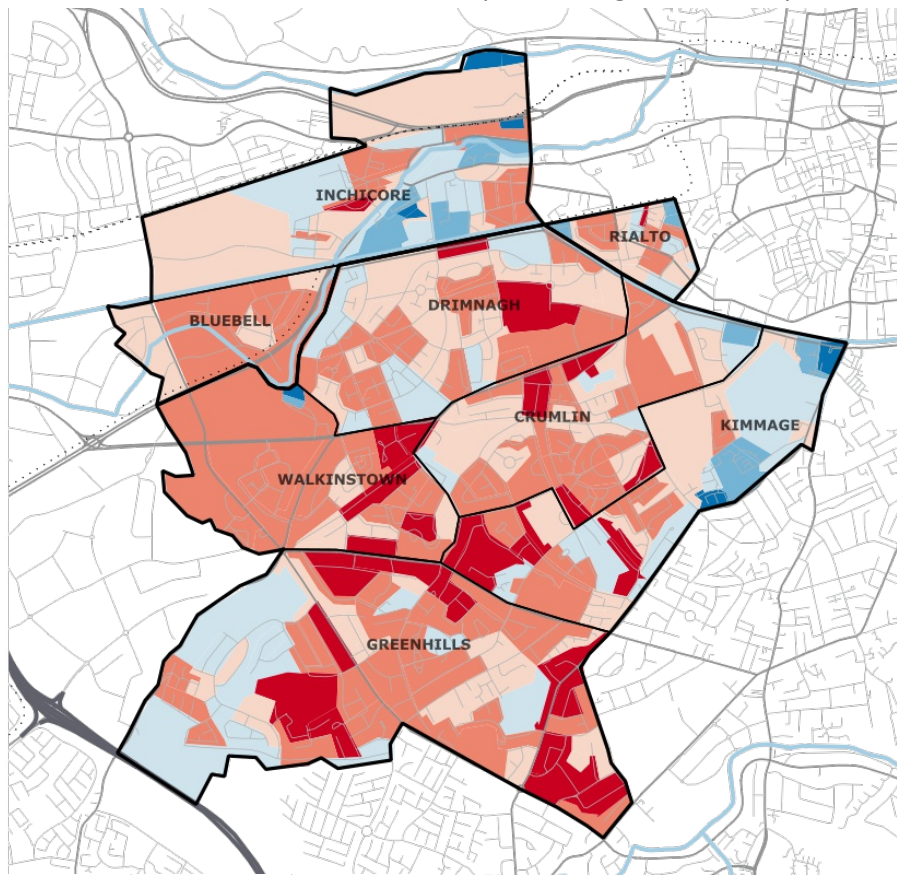 INCHICORE
RIALTO
DRIMNAGH
BLUEBELL
CRUMLIN
KIMMAGE
WALKINSTOWN
GREENHILLS